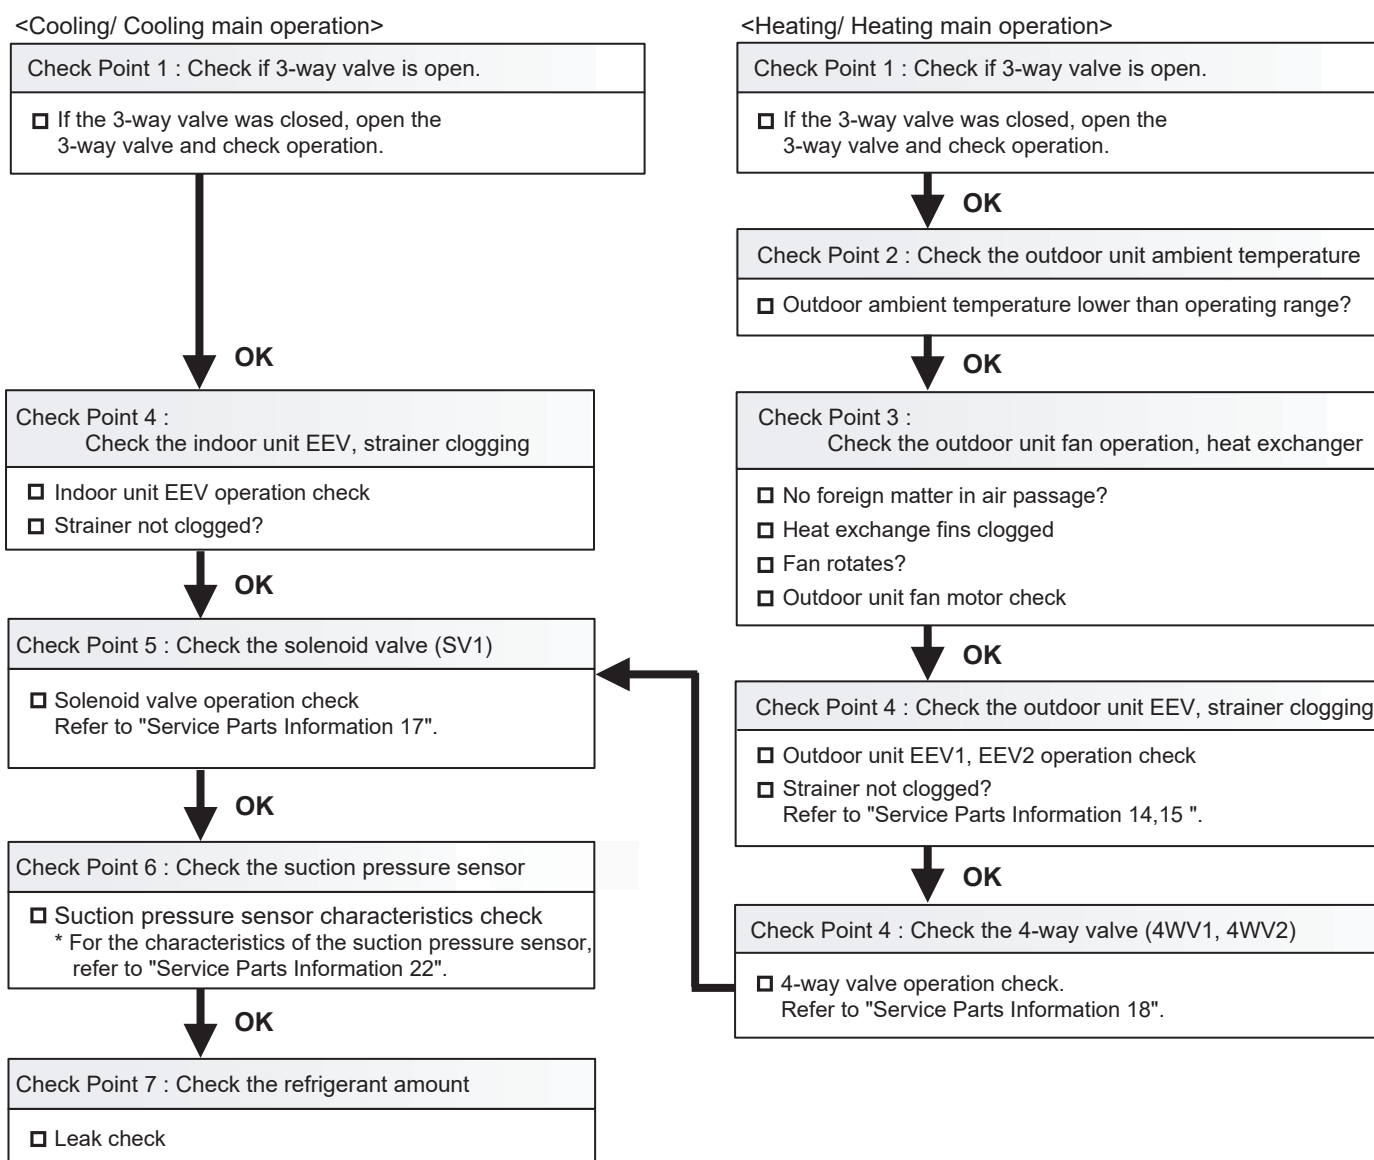 <Cooling/ Cooling main operation>
Check Point 1 : Check if 3-way valve is open.
If the 3-way valve was closed, open the
3-way valve and check operation.
OK
Check Point 4 :
Check the indoor unit EEV, strainer clogging
Indoor unit EEV operation check
Strainer not clogged?
OK
Check Point 5 : Check the solenoid valve (SV1)
Solenoid valve operation check
Refer to "Service Parts Information 17".
OK
Check Point 6 : Check the suction pressure sensor
Suction pressure sensor characteristics check
* For the characteristics of the suction pressure sensor,
refer to "Service Parts Information 22".
OK
Check Point 7 : Check the refrigerant amount
Leak check
<Heating/ Heating main operation>
Check Point 1 : Check if 3-way valve is open.
If the 3-way valve was closed, open the
3-way valve and check operation.
OK
Check Point 2 : Check the outdoor unit ambient temperature
Outdoor ambient temperature lower than operating range?
OK
Check Point 3 :
Check the outdoor unit fan operation, heat exchanger
No foreign matter in air passage?
Heat exchange fins clogged
Fan rotates?
Outdoor unit fan motor check
OK
Check Point 4 : Check the outdoor unit EEV, strainer clogging
Outdoor unit EEV1, EEV2 operation check
Strainer not clogged?
Refer to "Service Parts Information 14,15 ".
OK
Check Point 4 : Check the 4-way valve (4WV1, 4WV2)
4-way valve operation check.
Refer to "Service Parts Information 18".